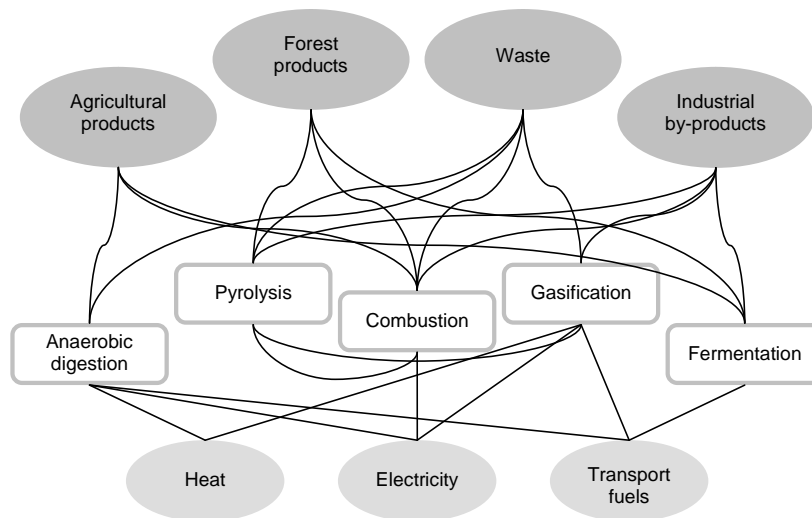 Forest
products
Waste
Agricultural
products
Industrial
by-products
Pyrolysis
Gasification
Combustion
Anaerobic
digestion
Fermentation
Heat
Electricity
Transport
fuels